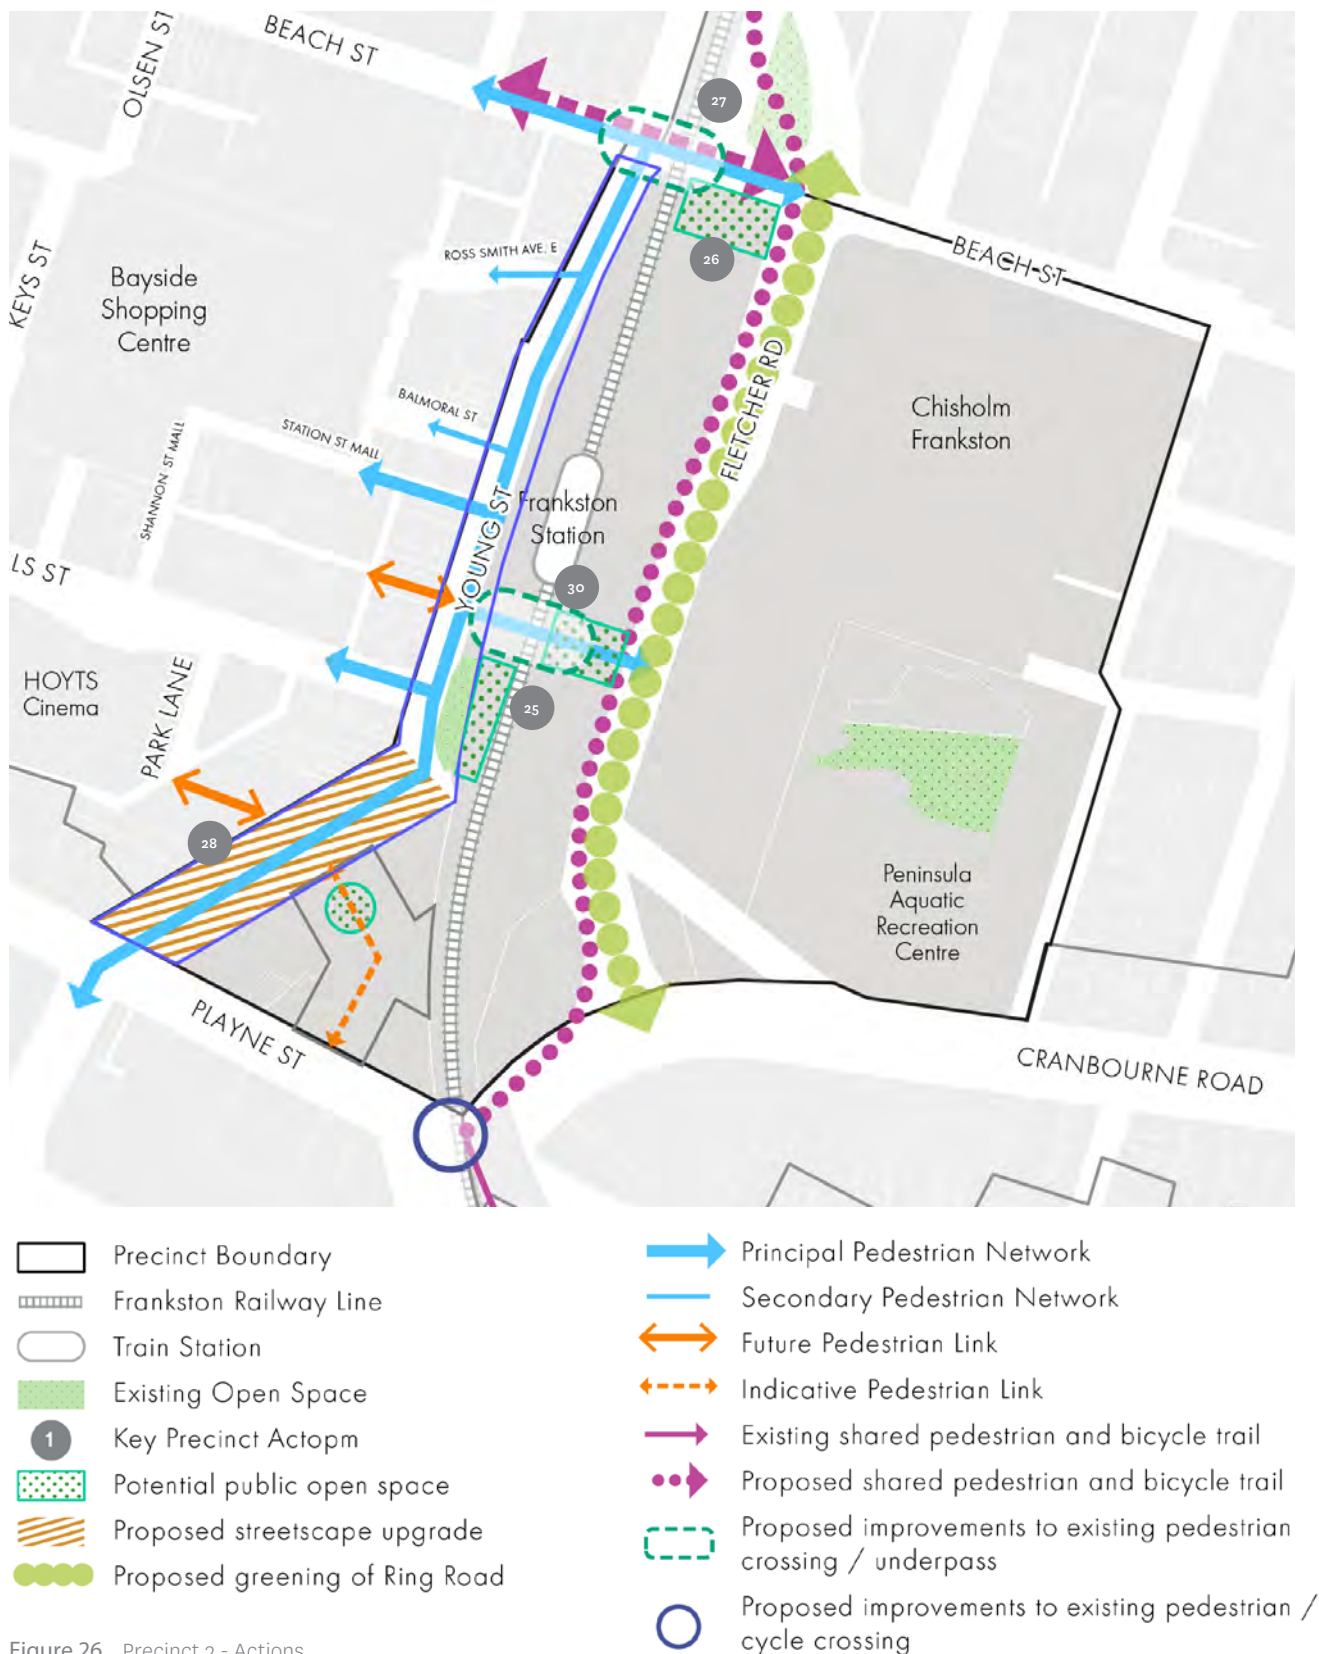 BEACH ST
OLSEN ST
27
KEYS ST
ROSS SMITH AVE E
26
BEACH ST
Bayside
Shopping
Centre
FLETCHER RD
Chisholm
Frankston
BALMORAL ST
STATION ST MALL
SHANNON ST MALL
YOUNG ST
Frankston
Station
30
LS ST
HOYTS
Cinema
PARK LANE
25
28
Peninsula
Aquatic
Recreation
Centre
PLAYNE ST
CRANBOURNE ROAD
Precinct Boundary
Frankston Railway Line
Train Station
Existing Open Space
1
Key Precinct Actopm
Potential public open space
Proposed streetscape upgrade
Proposed greening of Ring Road
Principal Pedestrian Network
Secondary Pedestrian Network
Future Pedestrian Link
Indicative Pedestrian Link
Existing shared pedestrian and bicycle trail
Proposed shared pedestrian and bicycle trail
Proposed improvements to existing pedestrian
crossing / underpass
Proposed improvements to existing pedestrian /
cycle crossing
Figure 26 Precinct 2 - Actions